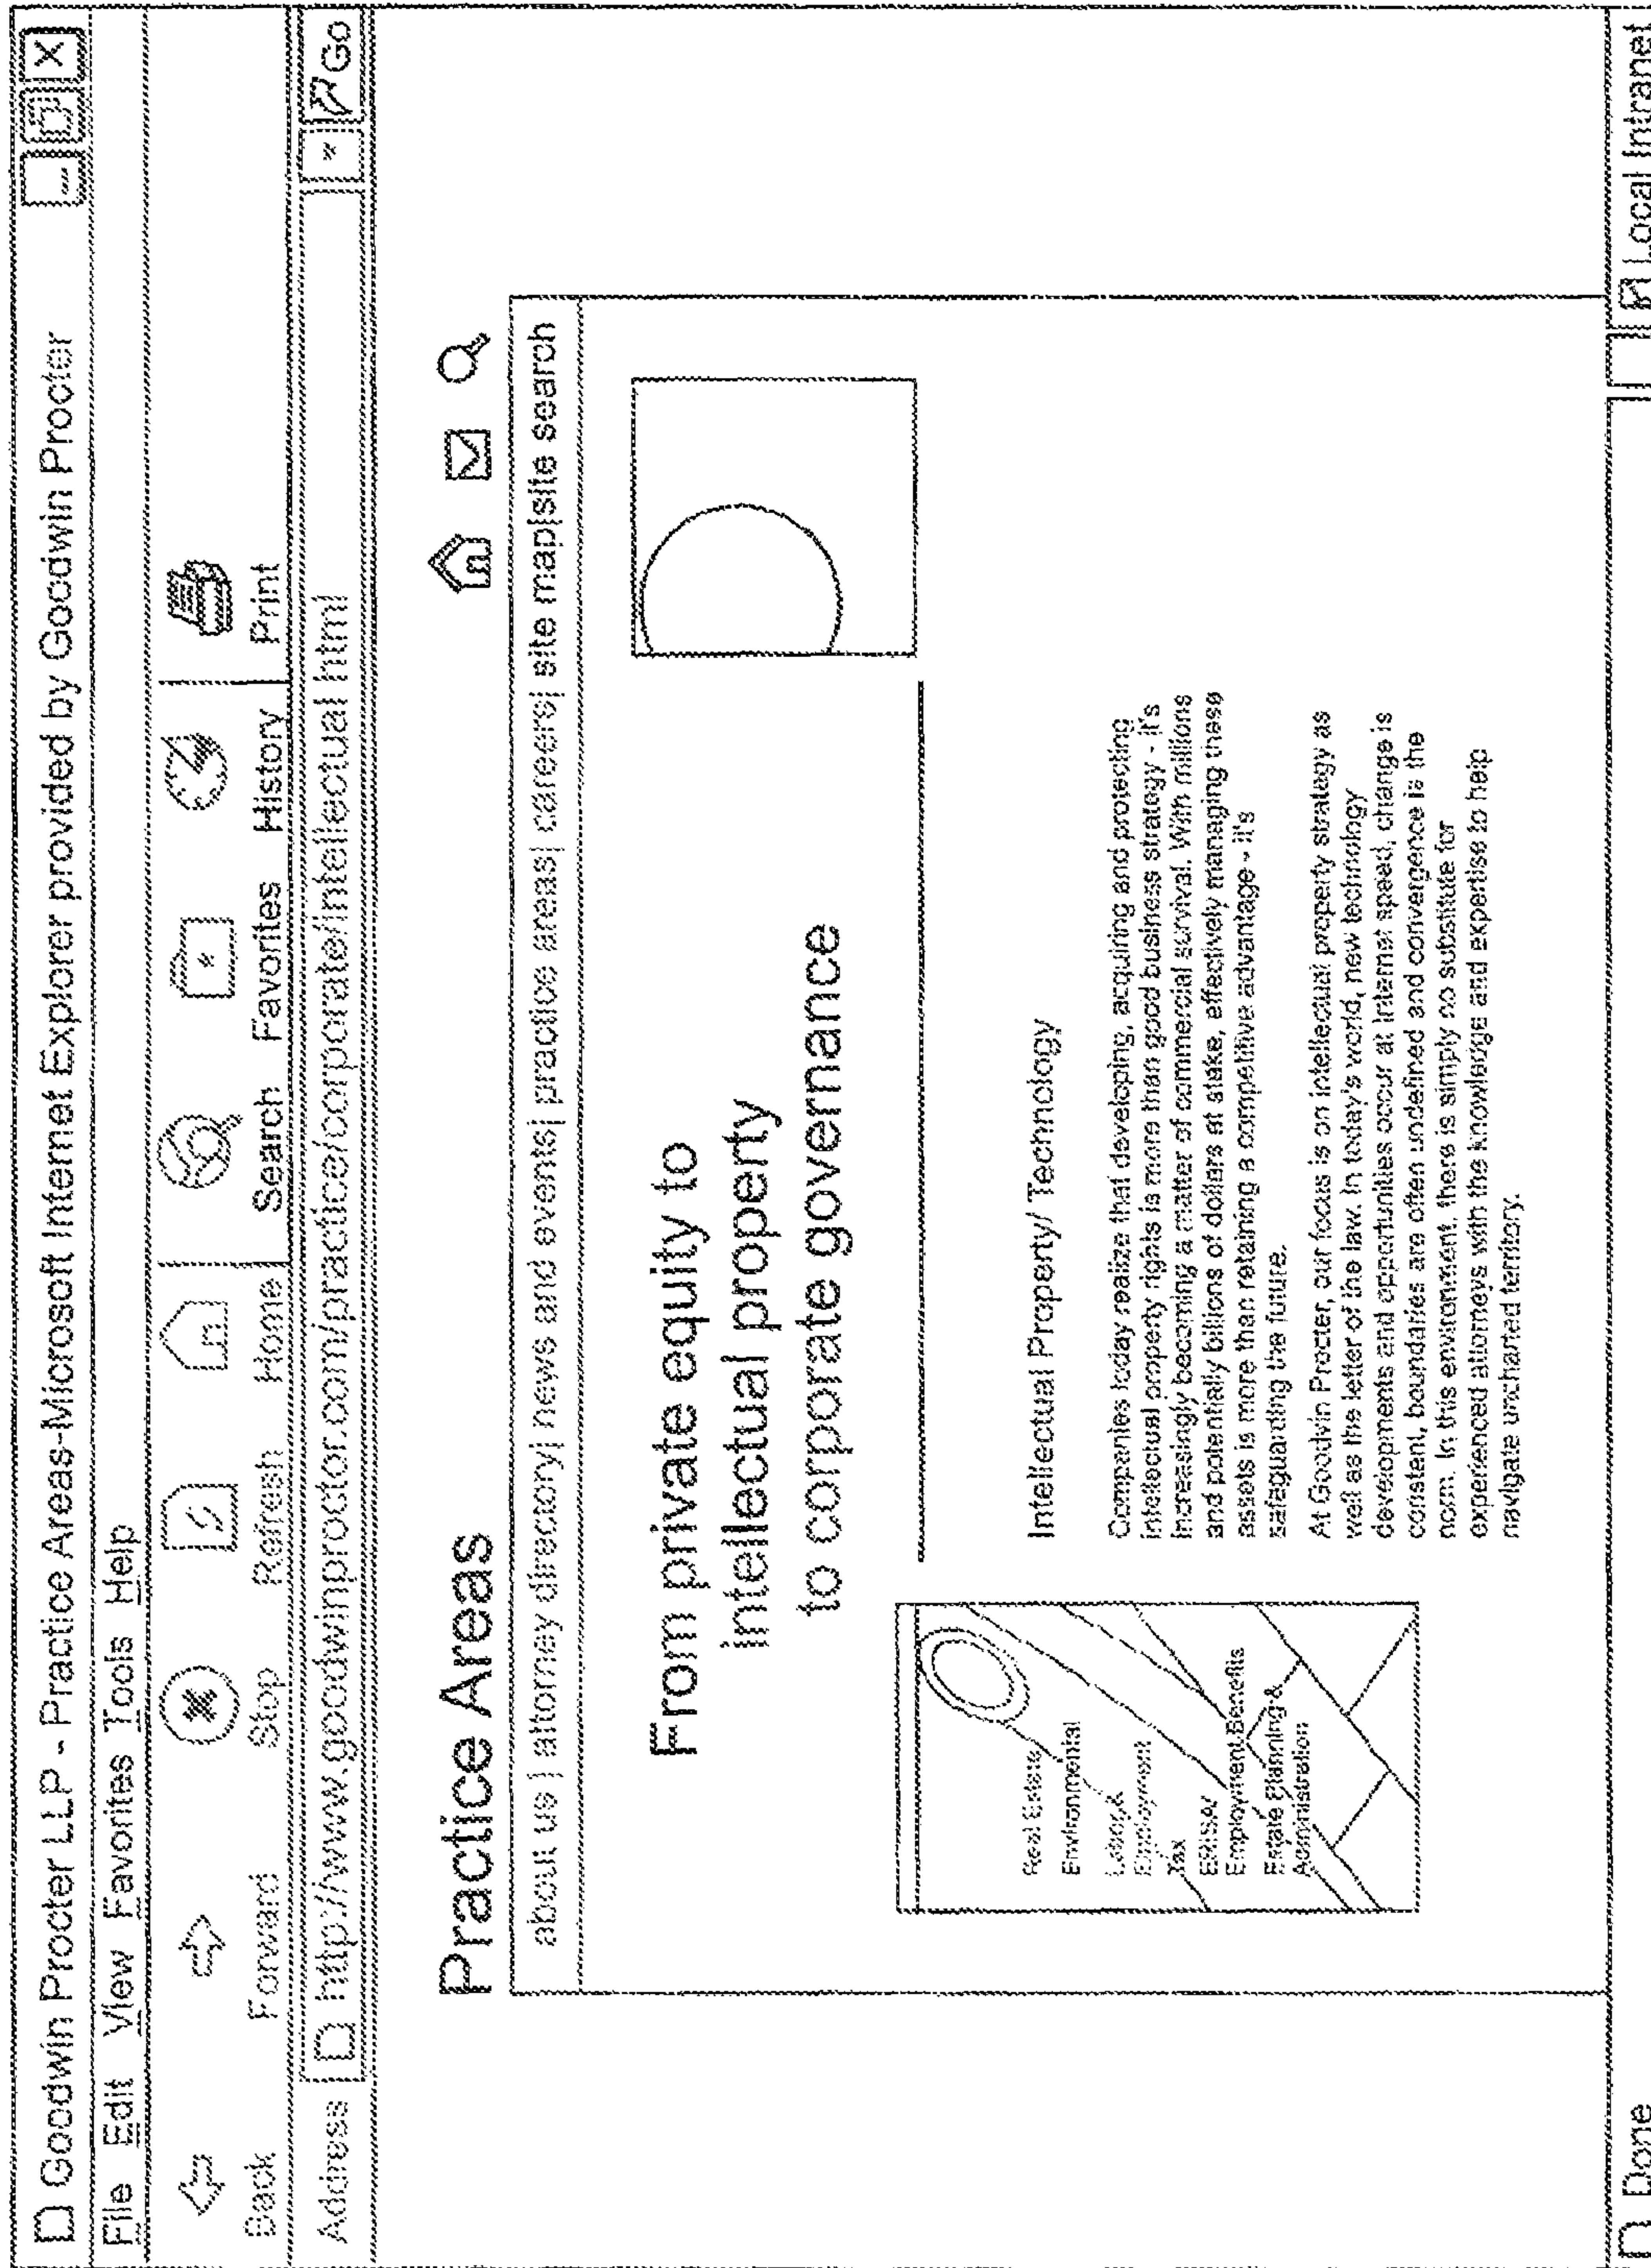 Goodwin Procter LLP - Practice Areas-Microsoft Internet Explorer provided by Goodwin Procter
File Edit View Favorites Tools Help
Back Forward Stop Refresh Home Search Favorites History Print
Address http://www.goodwinproctor.com/practice/corporate/intellectual html Go
Practice Areas
about us | attorney directory| news and events| practice areas| careers| site map|site search
From private equity to
intellectual property
to corporate governance
Real Estate
Environmental
Labor &
Employment
Tax
ERISA/
Employment Benefits
Estate Planning &
Administration
Intellectual Property/ Technology
Companies today realize that developing, acquiring and protecting
intellectual property rights is more than good business strategy - it's
increasingly becoming a matter of commercial survival. With millions
and potentially billions of dollars at stake, effectively managing these
assets is more than retaining a competitive advantage - it's
safeguarding the future.
At Goodwin Procter, our focus is on intellectual property strategy as
well as the letter of the law. In today's world, new technology
developments and opportunities occur at Internet speed, change is
constent, boundaries are often undefined and convergence is the
norm. In this environment, there is simply no substitute for
experienced attorneys with the knowledge and expertise to help
navigate uncharted territory.
Done Local Intranet